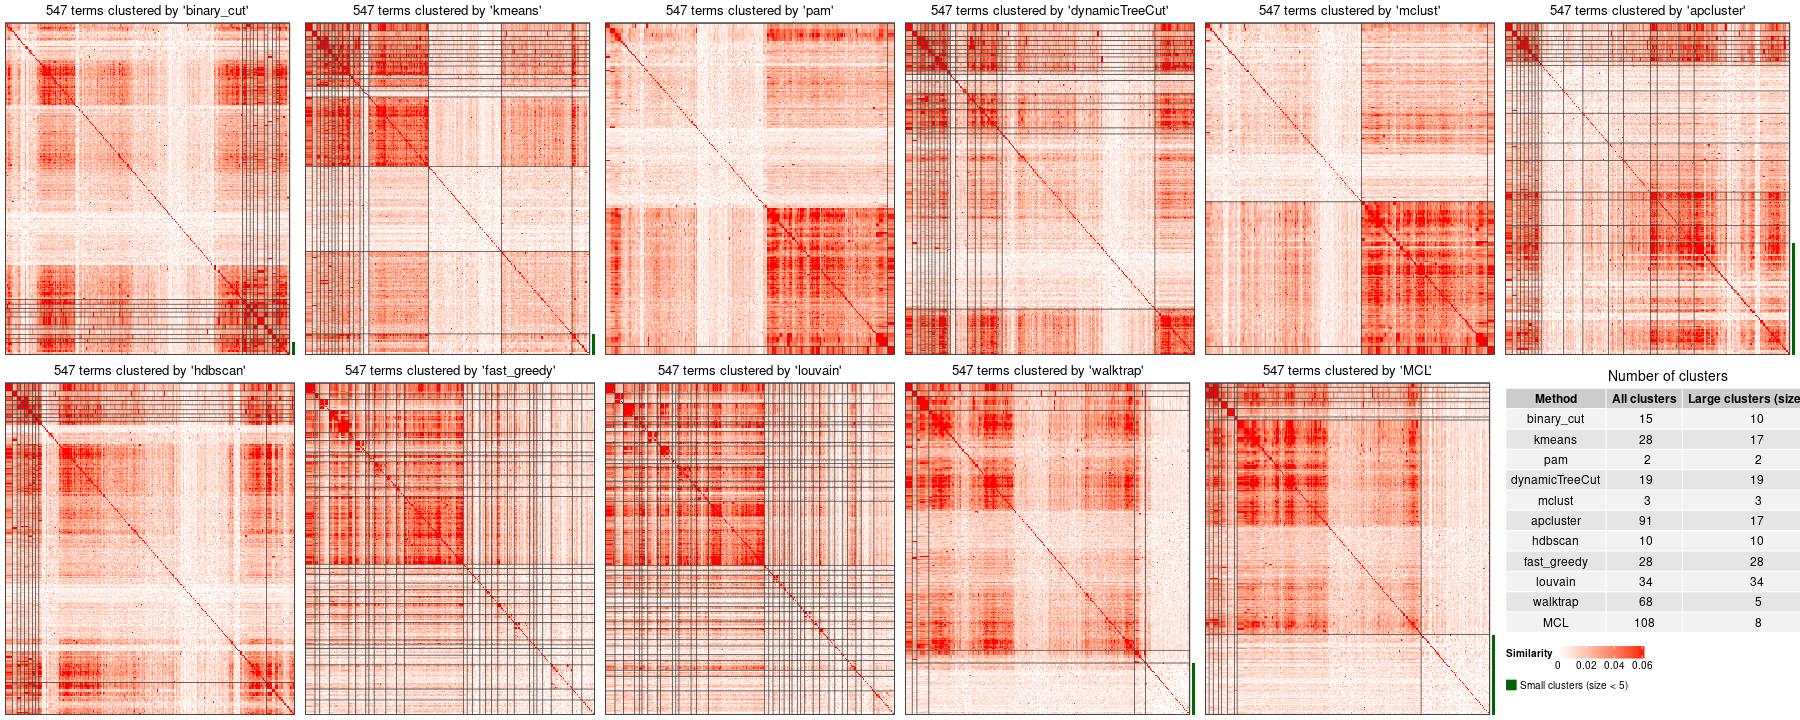 547 terms clustered by 'binary_cut'
547 terms clustered by 'kmeans'
547 terms clustered by 'pam'
547 terms clustered by 'dynamicTreeCut'
547 terms clustered by 'mclust'
547 terms clustered by 'apcluster'
547 terms clustered by 'hdbscan'
547 terms clustered by 'fast_greedy'
547 terms clustered by 'louvain'
547 terms clustered by 'walktrap'
547 terms clustered by 'MCL'
Number of clusters
Method All clusters Large clusters (size
binary_cut 15 10
kmeans 28 17
pam 2 2
dynamicTreeCut 19 19
mclust 3 3
apcluster 91 17
hdbscan 10 10
fast_greedy 28 28
louvain 34 34
walktrap 68 5
MCL 108 8
Similarity
0 0.02 0.04 0.06
Small clusters (size < 5)